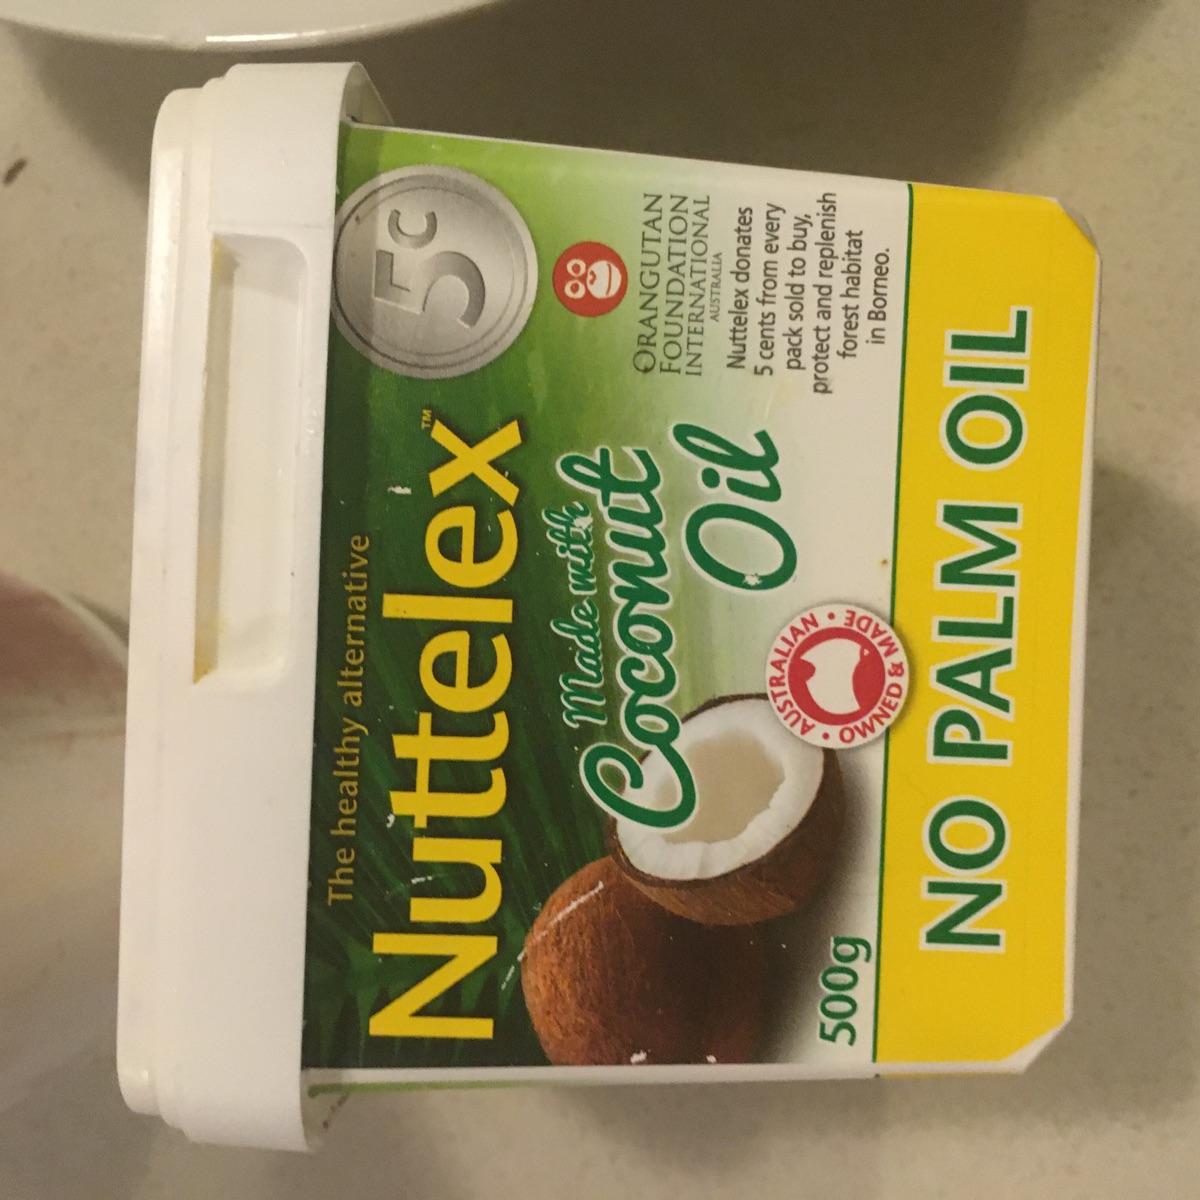 The healthy alternative
Nuttelex™
5c
Made with
Coconut
Oil
ORANGUTAN
FOUNDATION
INTERNATIONAL
AUSTRALIA
Nuttelex donates
5 cents from every
pack sold to buy,
protect and replenish
forest habitat
in Borneo.
AUSTRALIAN • OWNED & MADE •
500g
NO PALM OIL